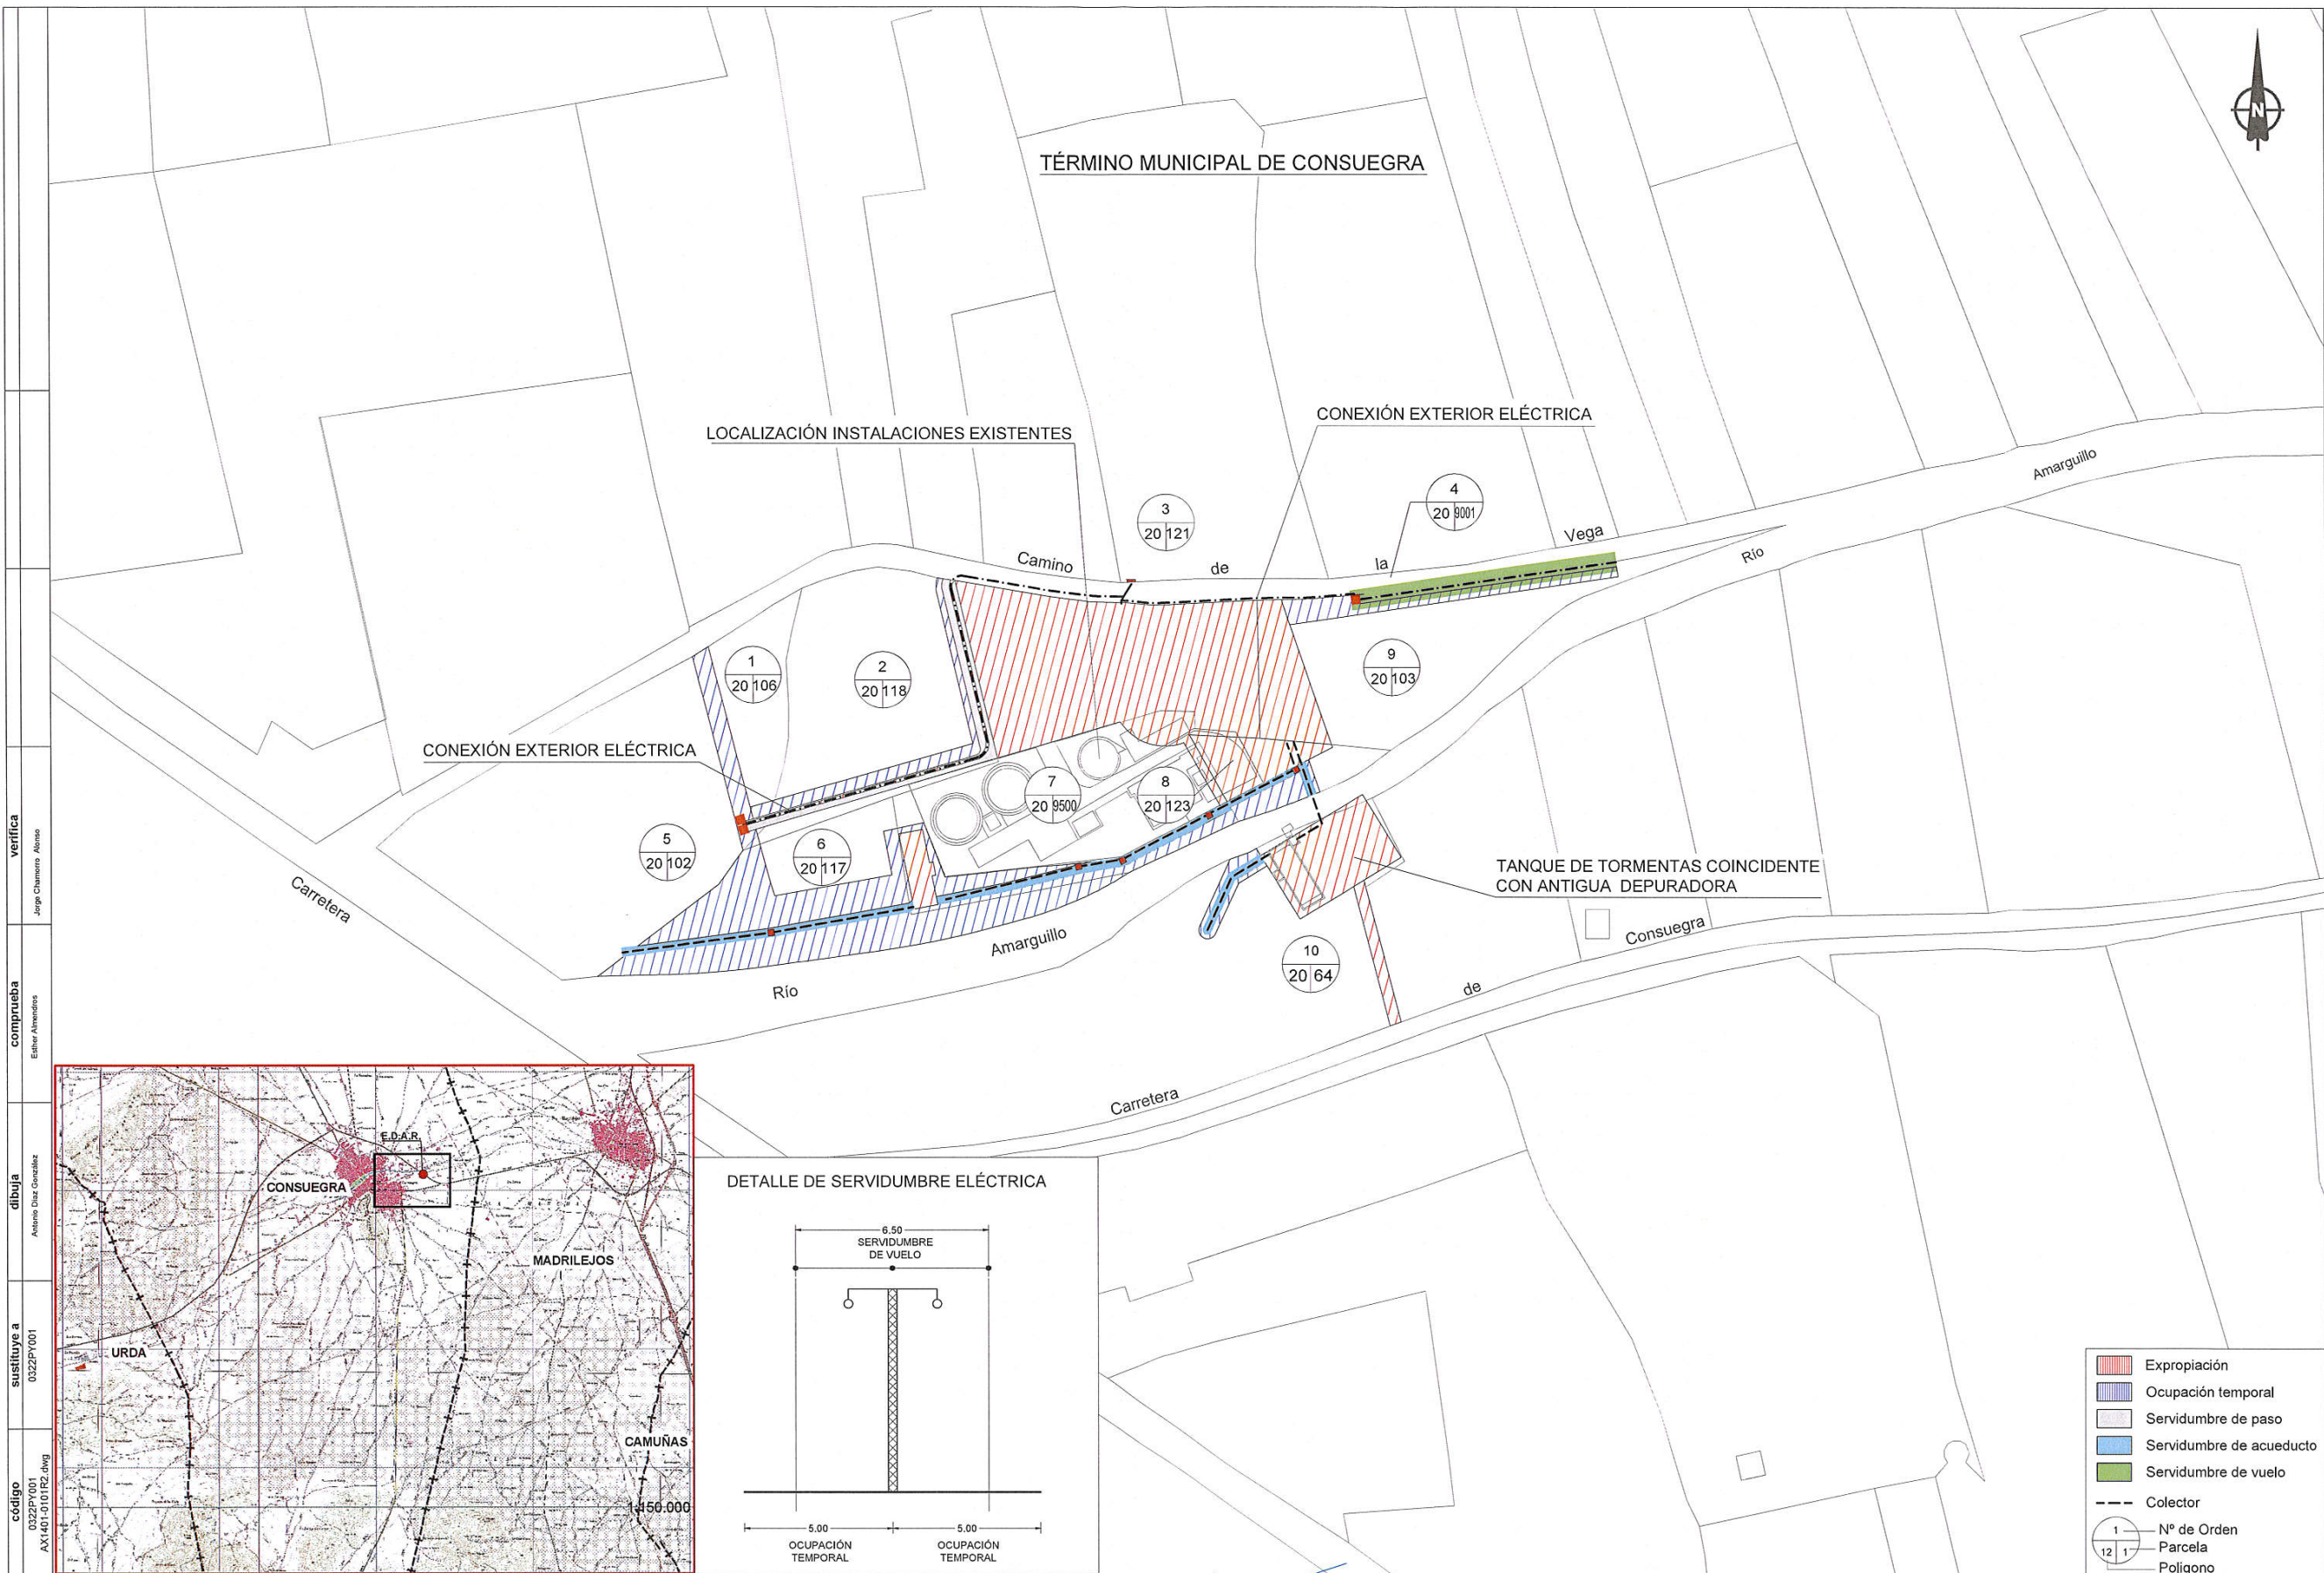 TÉRMINO MUNICIPAL DE CONSUEGRA
N
LOCALIZACIÓN INSTALACIONES EXISTENTES
CONEXIÓN EXTERIOR ELÉCTRICA
Amarguillo
Río
Camino
de
la
Vega
3
20 121
4
20 9001
1
20 106
2
20 118
9
20 103
CONEXIÓN EXTERIOR ELÉCTRICA
7
20 9500
8
20 123
5
20 102
6
20 117
TANQUE DE TORMENTAS COINCIDENTE
CON ANTIGUA DEPURADORA
10
20 64
Carretera
Río
Amarguillo
Carretera
de
Consuegra
E.D.A.R.
CONSUEGRA
MADRILEJOS
URDA
CAMUÑAS
1:150.000
DETALLE DE SERVIDUMBRE ELÉCTRICA
6.50
SERVIDUMBRE
DE VUELO
5.00
5.00
OCUPACIÓN
TEMPORAL
OCUPACIÓN
TEMPORAL
Expropiación
Ocupación temporal
Servidumbre de paso
Servidumbre de acueducto
Servidumbre de vuelo
Colector
1
12 1
Nº de Orden
Parcela
Poligono
verifica
Jorge Chamorro Alonso
comprueba
Esther Almendros
dibuja
Antonio Díaz González
sustituye a
0322PY001
código
0322PY001
AX1401-0101R2.dwg